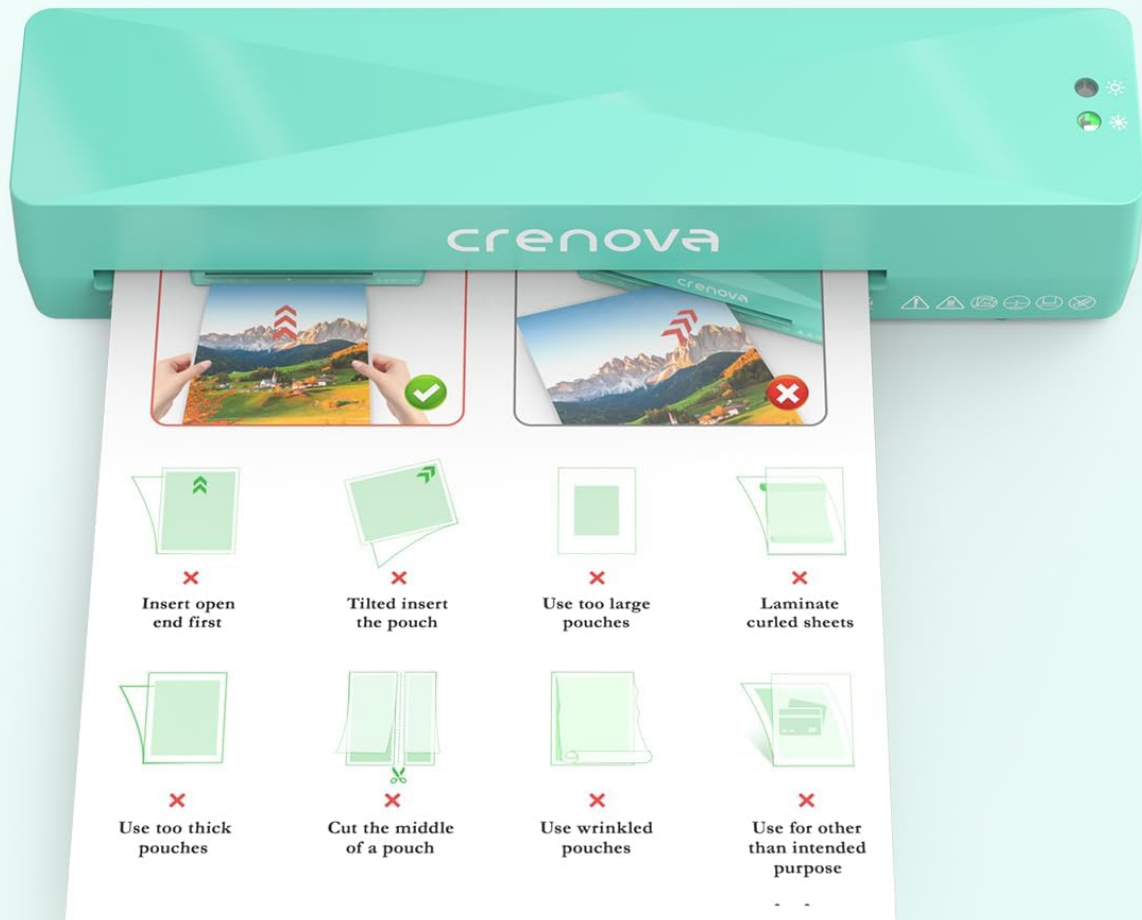 crenova
crenova
Insert open
end first
Tilted insert
the pouch
Use too large
pouches
Laminate
curled sheets
Use too thick
pouches
Cut the middle
of a pouch
Use wrinkled
pouches
Use for other
than intended
purpose